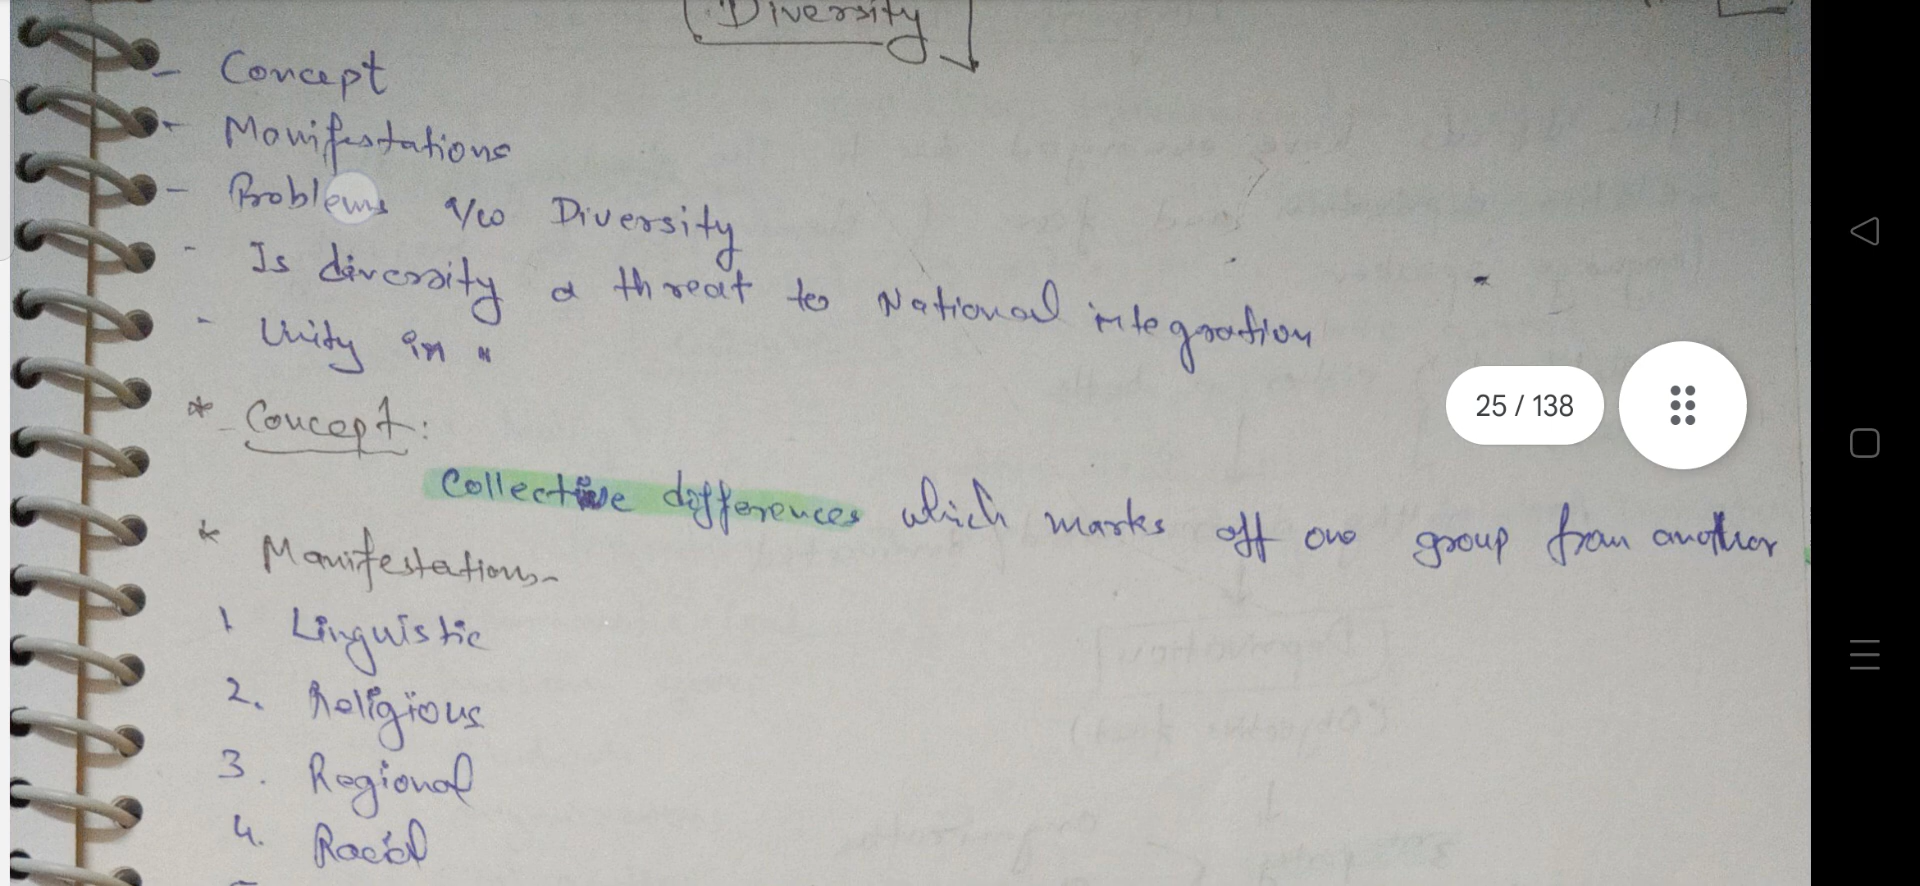 Diversity
- Concept
- Manifestations
- Problems a/w Diversity
- Is diversity a threat to National integration
- Unity in "
* Concept:
Collective differences which marks off one group from another
* Manifestations-
1 Linguistic
2. Religious
3. Regional
4. Racial
25 / 138